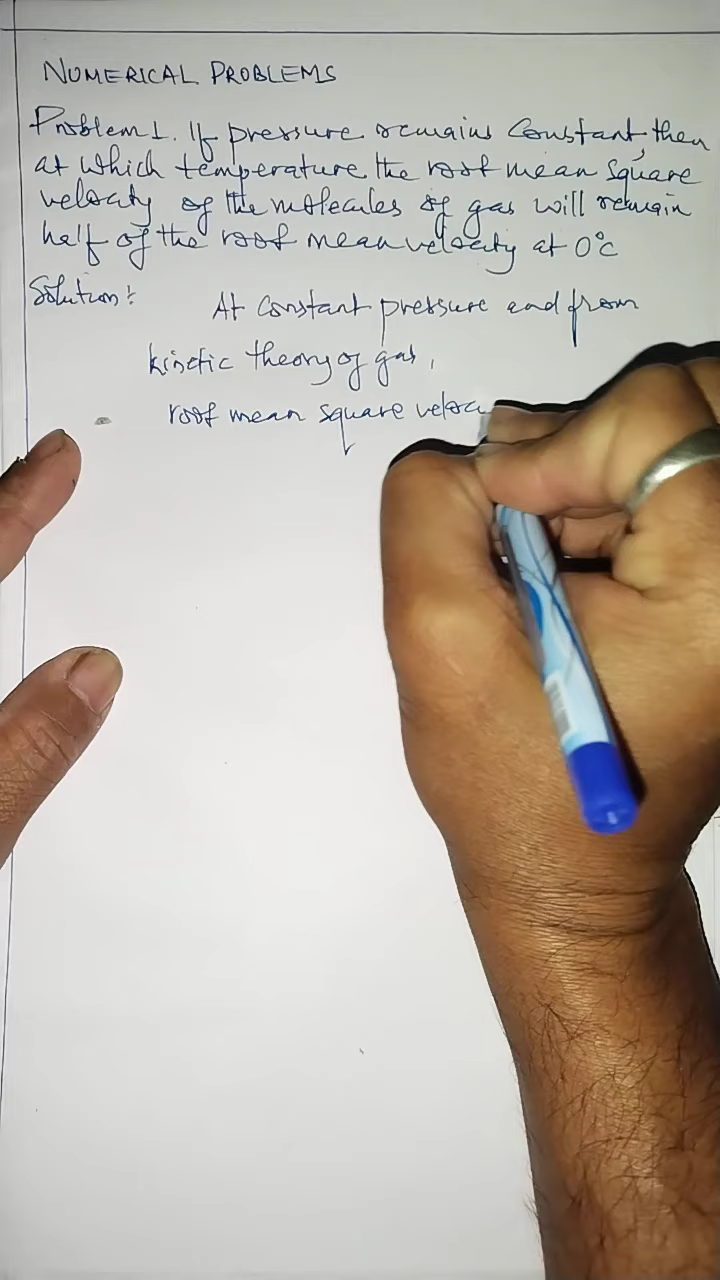 NUMERICAL PROBLEMS
Problem 1. If pressure remains Constant, then
at which temperature the root mean square
velocity of the molecules of gas will remain
half of the root mean velocity at 0°C
Solution: At constant pressure and from
kinetic theory of gas,
root mean square veloc